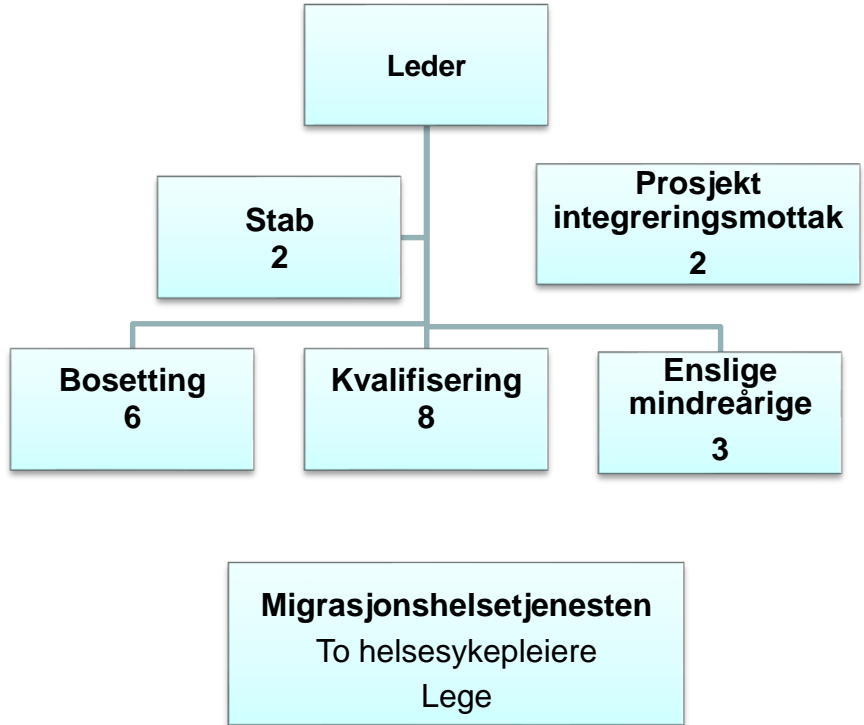 Leder
Stab
2
Prosjekt
integreringsmottak
2
Bosetting
6
Kvalifisering
8
Enslige
mindreårige
3
Migrasjonshelsetjenesten
To helsesykepleiere
Lege